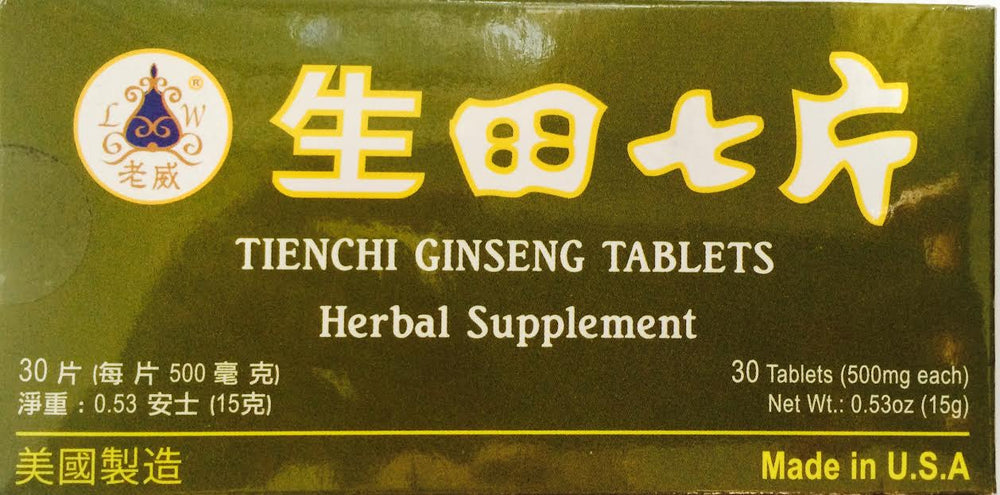 L W ®
老威
生田七片
TIENCHI GINSENG TABLETS
Herbal Supplement
30 片 (每 片 500 毫 克)
淨重 : 0.53 安士 (15克)
30 Tablets (500mg each)
Net Wt.: 0.53oz (15g)
美國製造
Made in U.S.A